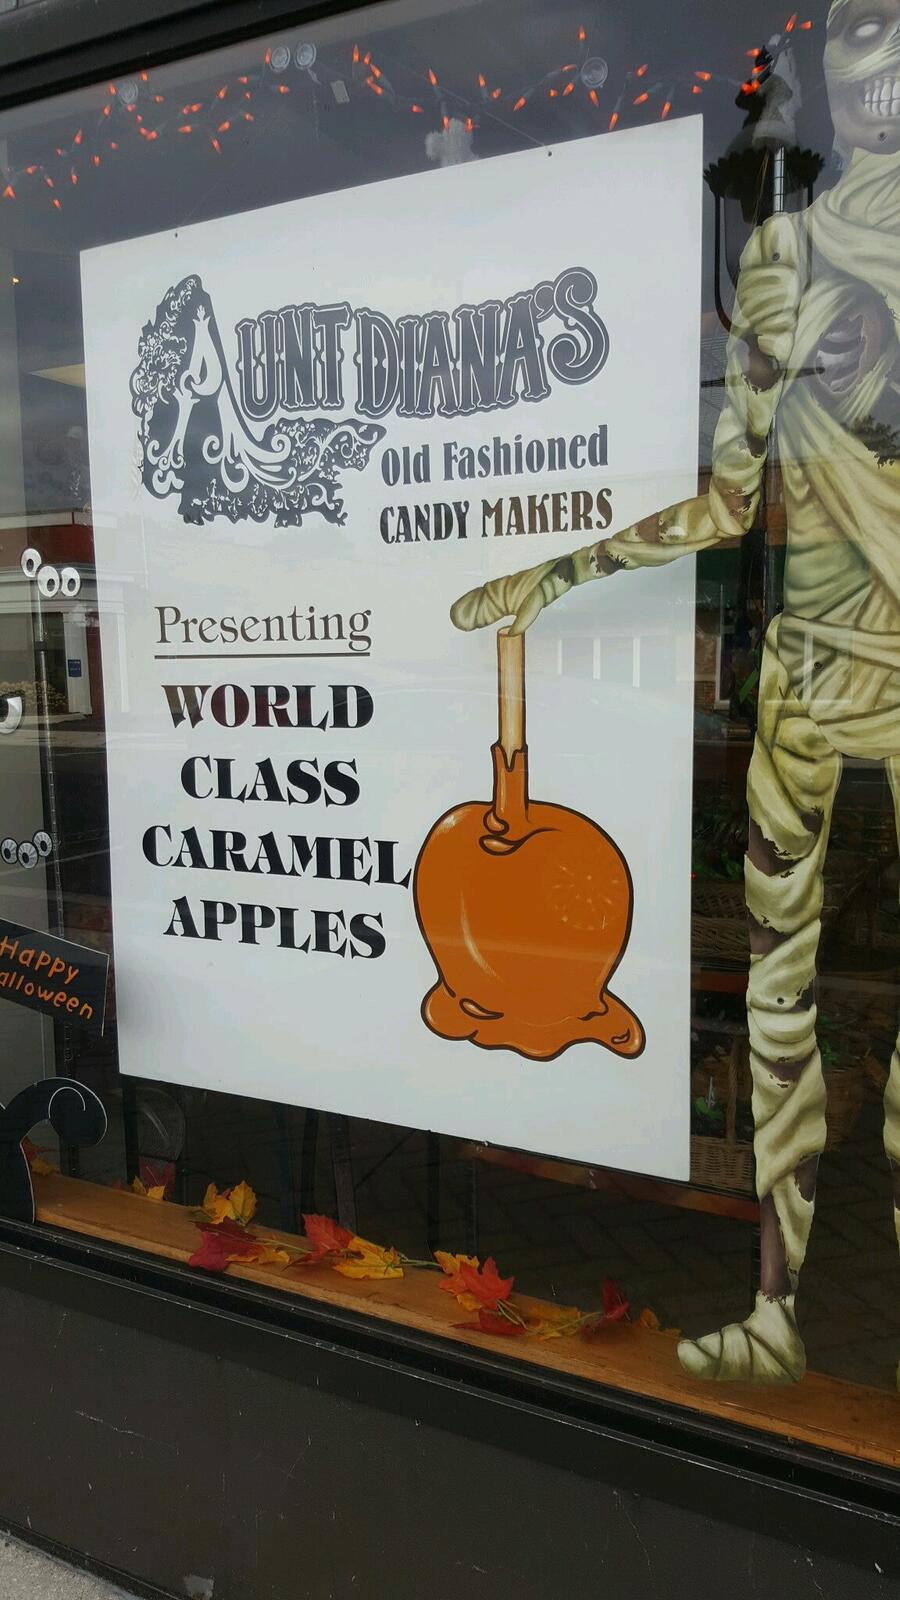 AUNT DIANA'S
Old Fashioned
CANDY MAKERS
Presenting
WORLD
CLASS
CARAMEL
APPLES
Happy
alloween